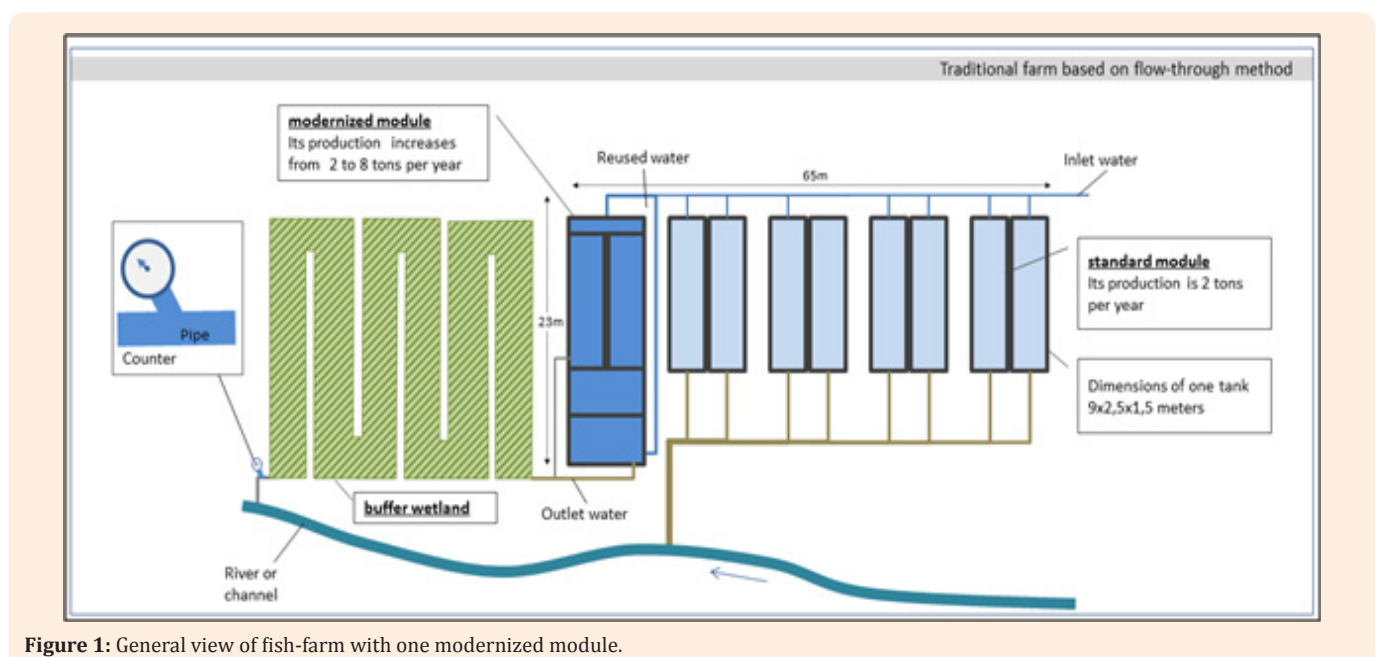 Traditional farm based on flow-through method
modernized module
Its production increases
from 2 to 8 tons per year
Reused water
Inlet water
65m
23m
standard module
Its production is 2 tons
per year
Dimensions of one tank
9x2,5x1,5 meters
Pipe
Counter
buffer wetland
Outlet water
River or
channel
Figure 1: General view of fish-farm with one modernized module.